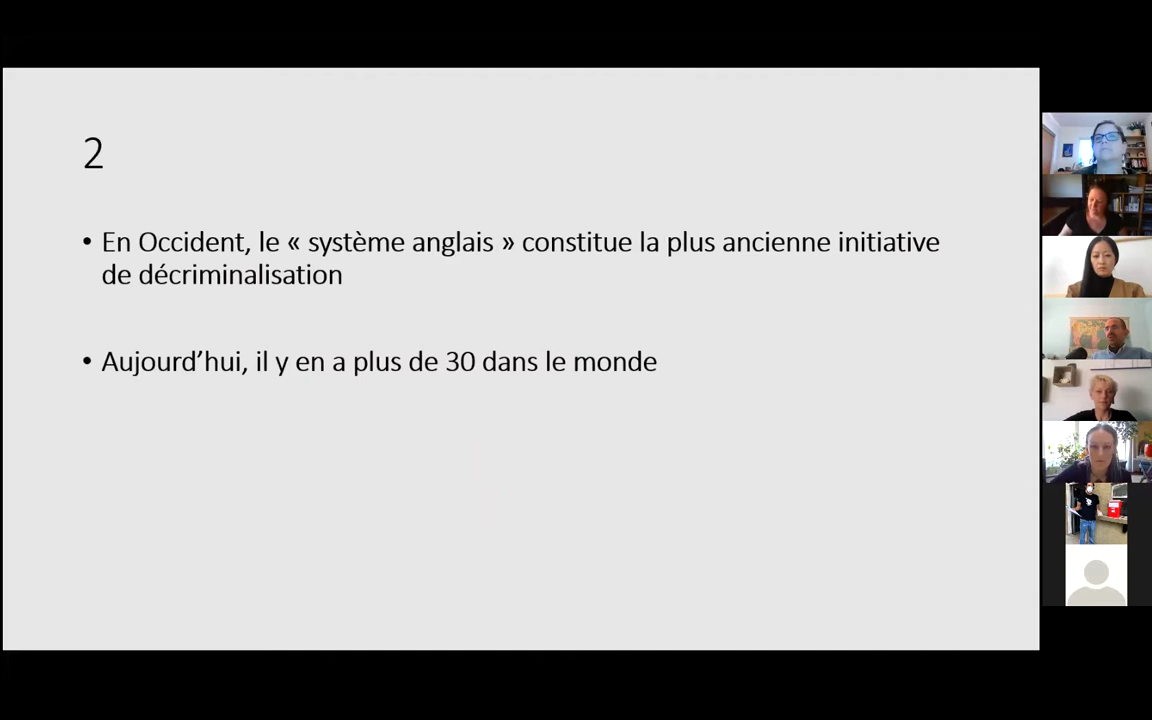 2
• En Occident, le « système anglais » constitue la plus ancienne initiative
de décriminalisation
• Aujourd’hui, il y en a plus de 30 dans le monde